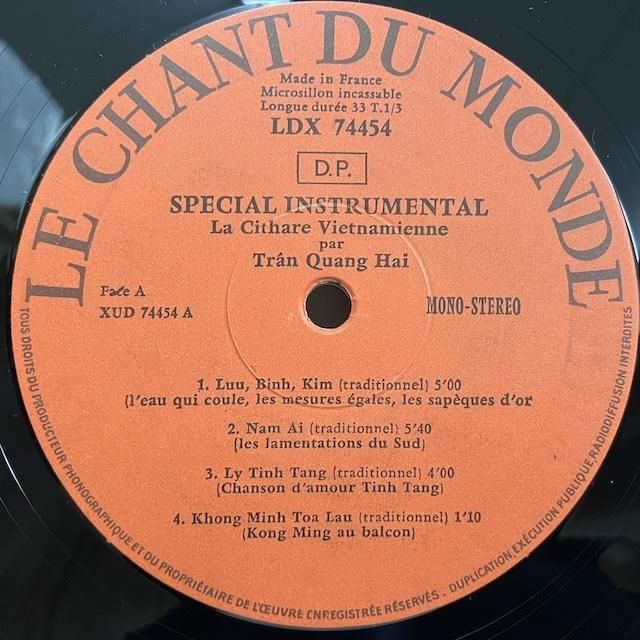 LE CHANT DU MONDE
Made in France
Microsillon incassable
Longue durée 33 T.1/3
LDX 74454
D.P.
SPECIAL INSTRUMENTAL
La Cithare Vietnamienne
par
Trân Quang Hai
Face A
XUD 74454 A
MONO-STEREO
1. Luu, Binh, Kim (traditionnel) 5'00
(l'eau qui coule, les mesures égales, les sapèques d'or
2. Nam Ai (traditionnel) 5'40
(les lamentations du Sud)
3. Ly Tinh Tang (traditionnel) 4'00
(Chanson d'amour Tinh Tang)
4. Khong Minh Toa Lau (traditionnel) 1'10
(Kong Ming au balcon)
TOUS DROITS DU PRODUCTEUR PHONOGRAPHIQUE ET DU PROPRIÉTAIRE DE L'ŒUVRE ENREGISTRÉE RÉSERVÉS. DUPLICATION, EXÉCUTION PUBLIQUE, RADIODIFFUSION INTERDITES